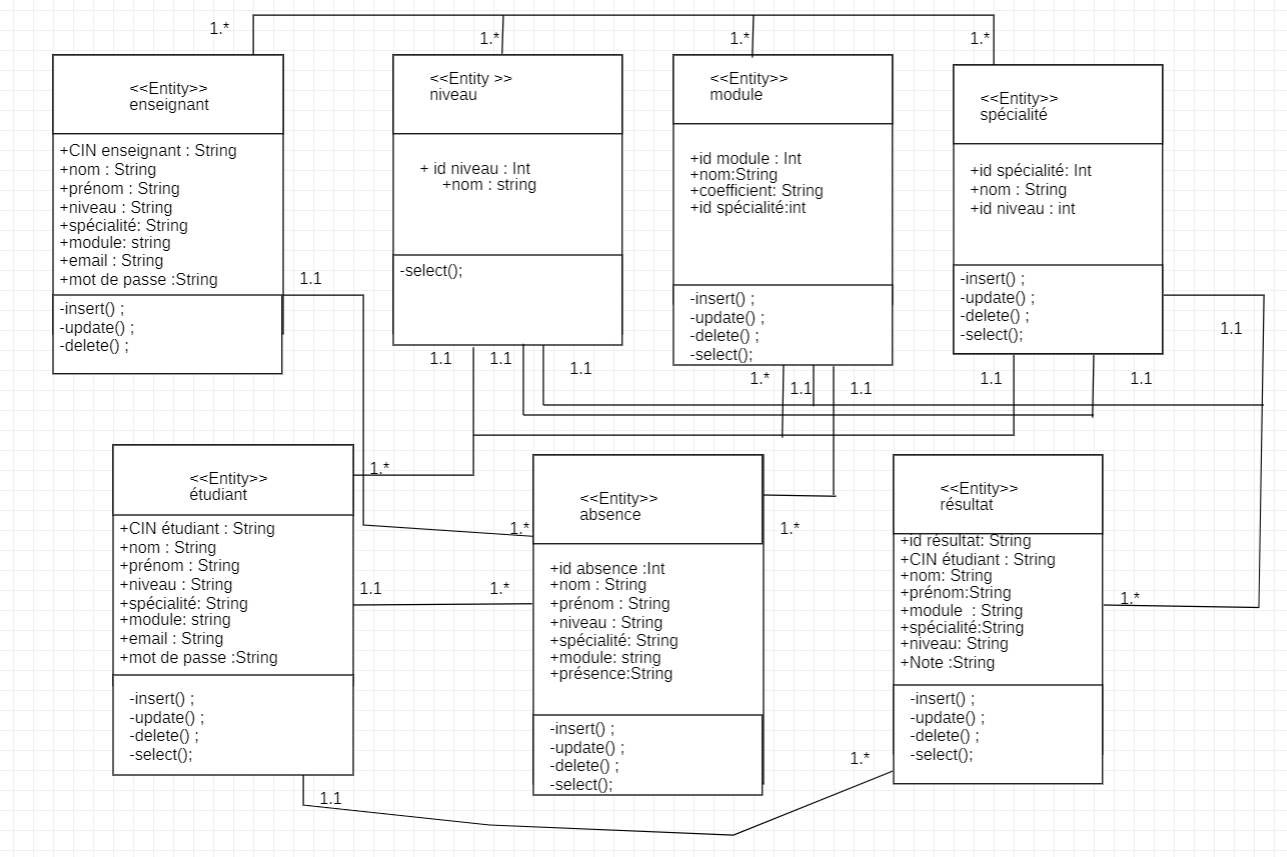 1.*
1.*
1.*
1.*
<<Entity>>
enseignant
+CIN enseignant : String
+nom : String
+prénom : String
+niveau : String
+spécialité: String
+module: string
+email : String
+mot de passe :String
-insert() ;
-update() ;
-delete() ;
<<Entity >>
niveau
+ id niveau : Int
+nom : string
-select();
<<Entity>>
module
+id module : Int
+nom:String
+coefficient: String
+id spécialité:int
-insert() ;
-update() ;
-delete() ;
-select();
<<Entity>>
spécialité
+id spécialité: Int
+nom : String
+id niveau : int
-insert() ;
-update() ;
-delete() ;
-select();
1.1
1.1
1.1
1.1
1.1
1.*
1.1
1.1
1.1
1.1
<<Entity>>
étudiant
+CIN étudiant : String
+nom : String
+prénom : String
+niveau : String
+spécialité: String
+module: string
+email : String
+mot de passe :String
-insert() ;
-update() ;
-delete() ;
-select();
1.*
1.*
1.1
1.*
<<Entity>>
absence
+id absence :Int
+nom : String
+prénom : String
+niveau : String
+spécialité: String
+module: string
+présence:String
-insert() ;
-update() ;
-delete() ;
-select();
1.*
<<Entity>>
résultat
+id résultat: String
+CIN étudiant : String
+nom: String
+prénom:String
+module  : String
+spécialité:String
+niveau: String
+Note :String
-insert() ;
-update() ;
-delete() ;
-select();
1.*
1.*
1.1